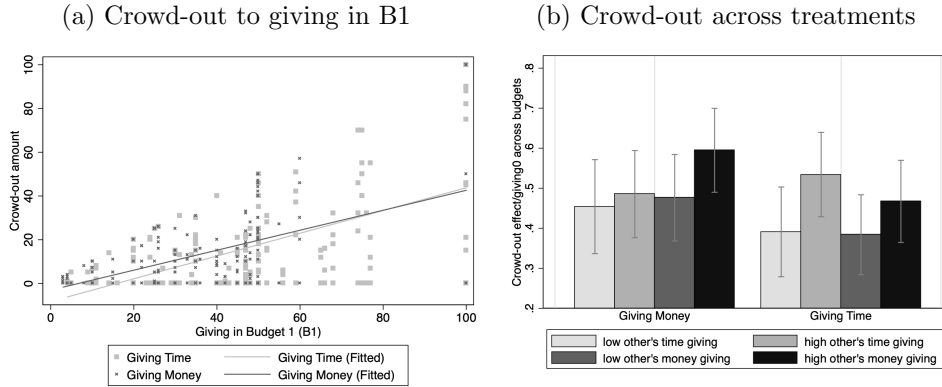 (a) Crowd-out to giving in B1
(b) Crowd-out across treatments
Crowd-out amount
100
80
60
40
20
0
0 20 40 60 80 100
Giving in Budget 1 (B1)
Giving Time Giving Time (Fitted)
Giving Money Giving Money (Fitted)
Crowd-out effect/giving0 across budgets
.8
.7
.6
.5
.4
.3
.2
Giving Money Giving Time
low other's time giving high other's time giving
low other's money giving high other's money giving